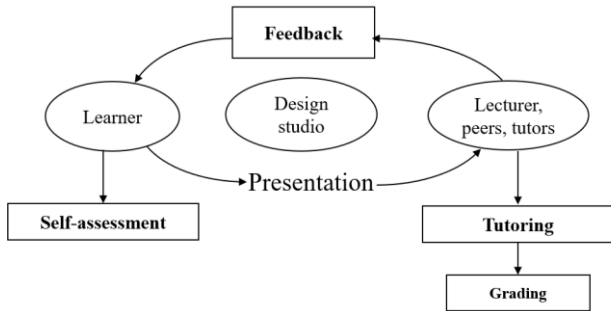 Feedback
Learner
Design
studio
Lecturer,
peers, tutors
Presentation
Self-assessment
Tutoring
Grading